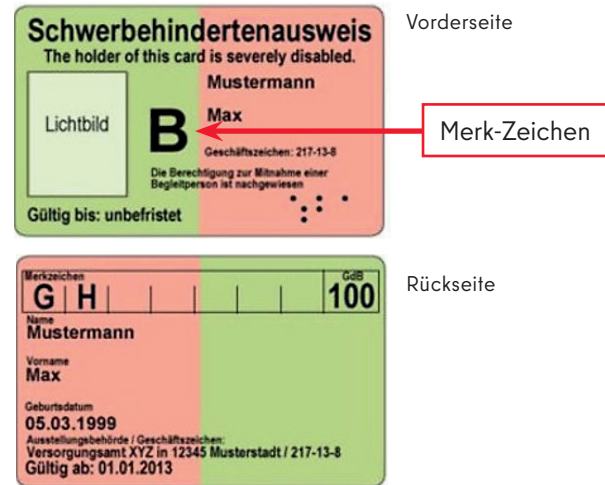 Schwerbehindertenausweis
The holder of this card is severely disabled.
Vorderseite
Lichtbild
B
Mustermann
Max
Geschäftszeichen: 217-13-8
Die Berechtigung zur Mitnahme einer
Begleitperson ist nachgewiesen
Gültig bis: unbefristet
Merk-Zeichen
Rückseite
Merkzeichen
G H
GdB
100
Name
Mustermann
Vorname
Max
Geburtsdatum
05.03.1999
Ausstellungsbehörde / Geschäftszeichen:
Versorgungsamt XYZ in 12345 Musterstadt / 217-13-8
Gültig ab: 01.01.2013